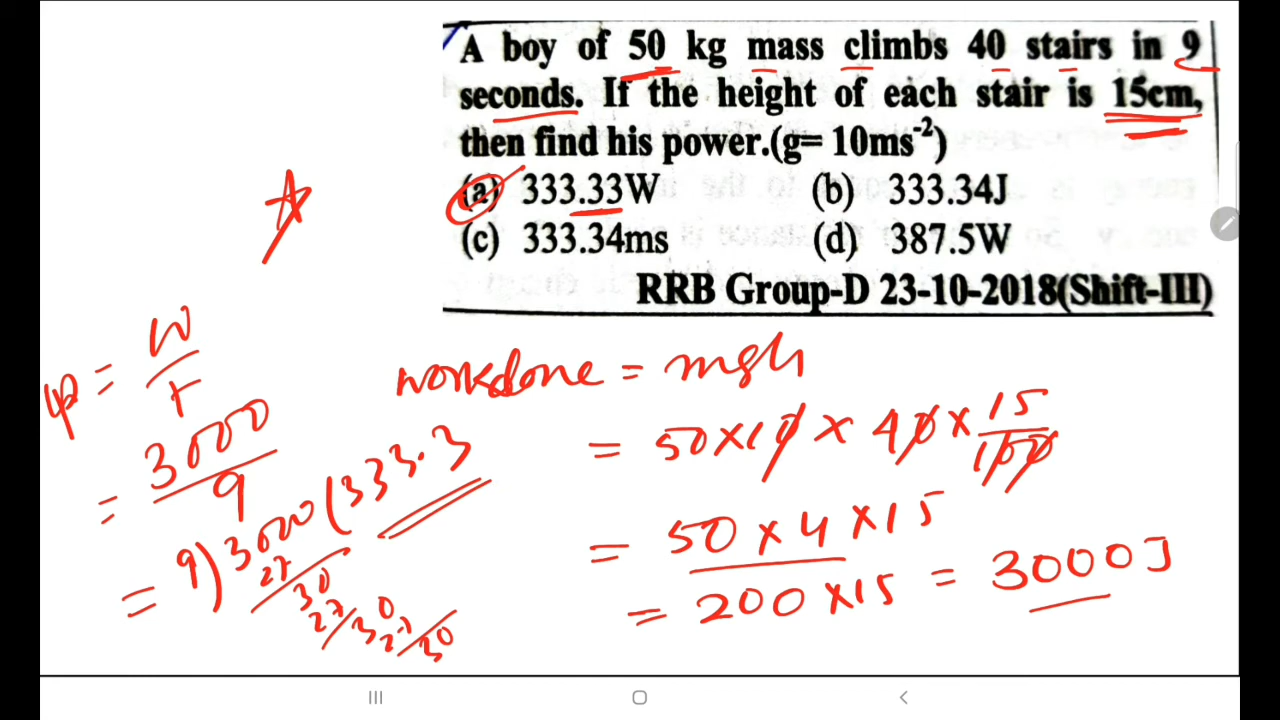 A boy of 50 kg mass climbs 40 stairs in 9
seconds. If the height of each stair is 15cm,
then find his power.(g= 10ms⁻²)
(a) 333.33W (b) 333.34J
(c) 333.34ms (d) 387.5W
RRB Group-D 23-10-2018(Shift-III)
P = W/t
= 3000/9
= 9)3000(333.3
27
30
27
30
27
30
workdone = mgh
= 50×10 × 40 × 15/100
= 50 × 4 × 15
= 200 × 15 = 3000 J